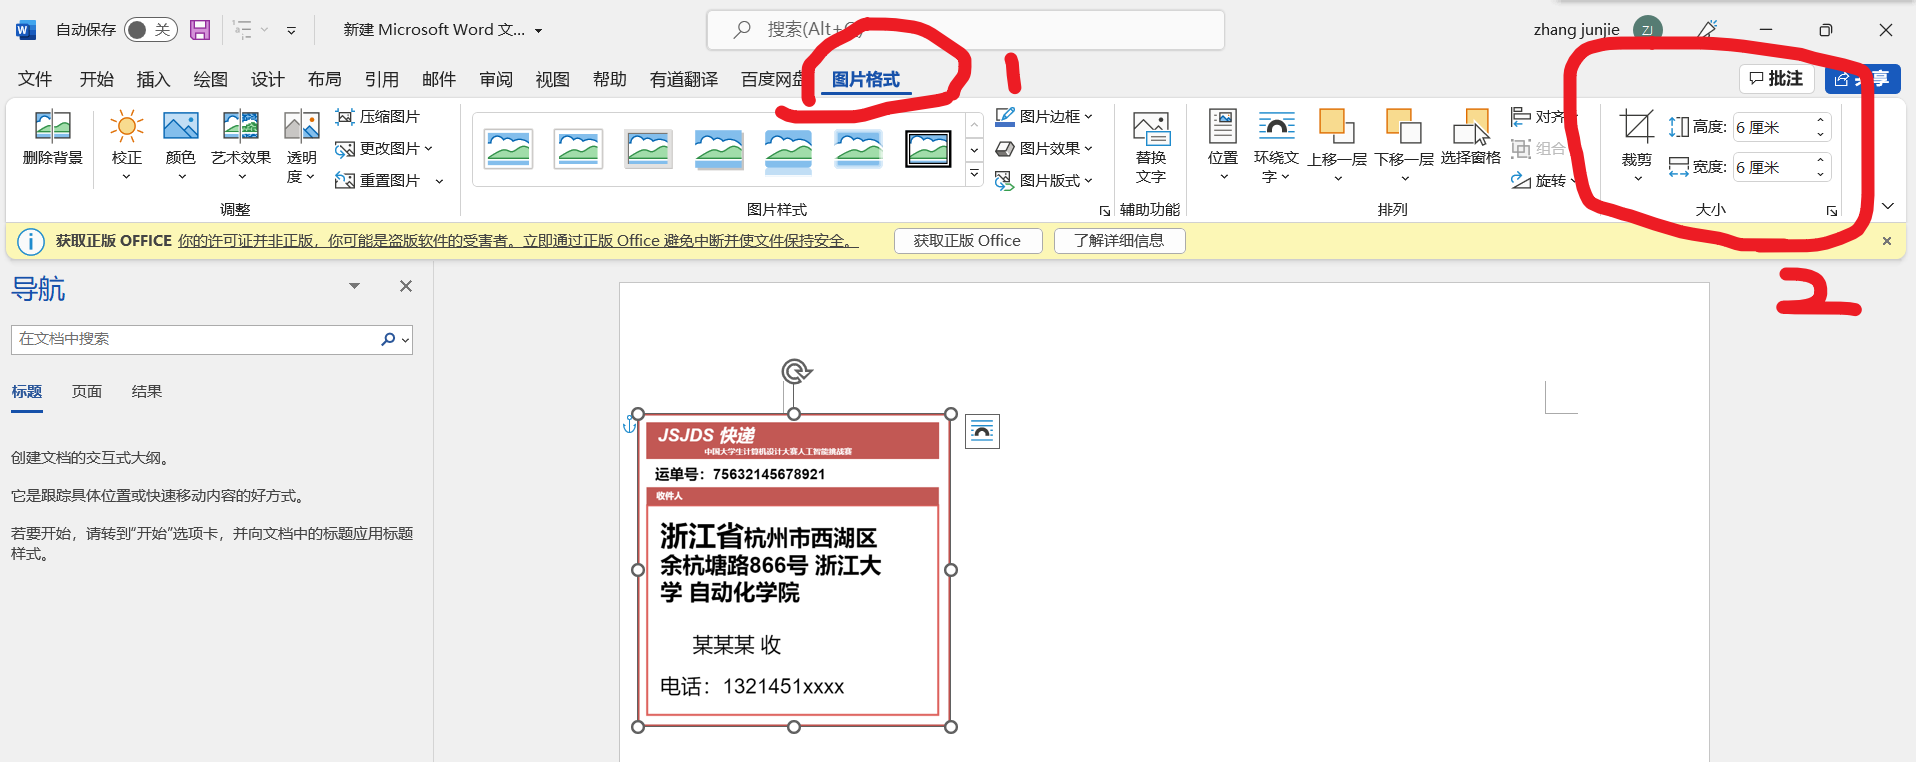 自动保存 关 新建 Microsoft Word 文... 搜索(Alt+ zhang junjie ZJ
文件 开始 插入 绘图 设计 布局 引用 邮件 审阅 视图 帮助 有道翻译 百度网盘 图片格式 1 批注 共享
删除背景 校正 颜色 艺术效果 透明度 压缩图片 更改图片 重置图片
调整
图片边框 图片效果 图片版式
图片样式
替换文字
辅助功能
位置 环绕文字 上移一层 下移一层 选择窗格 对齐 组合 旋转
排列
裁剪 高度: 6 厘米
宽度: 6 厘米
大小
获取正版 OFFICE 你的许可证并非正版，你可能是盗版软件的受害者。立即通过正版 Office 避免中断并使文件保持安全。 获取正版 Office 了解详细信息
2
导航
在文档中搜索
标题 页面 结果
创建文档的交互式大纲。
它是跟踪具体位置或快速移动内容的好方式。
若要开始，请转到“开始”选项卡，并向文档中的标题应用标题
样式。
JSJDS 快递
中国大学生计算机设计大赛人工智能挑战赛
运单号：75632145678921
收件人
浙江省杭州市西湖区
余杭塘路866号 浙江大
学 自动化学院
某某某 收
电话：1321451xxxx